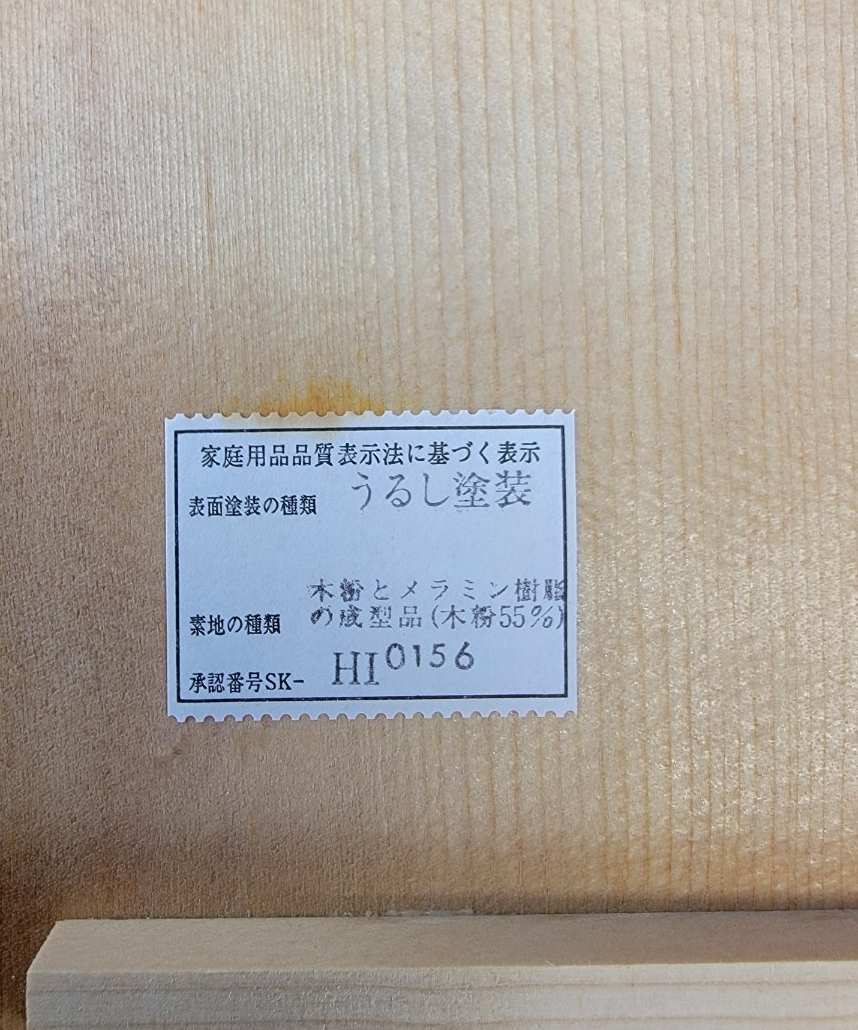 家庭用品品質表示法に基づく表示
表面塗装の種類 うるし塗装
木粉とメラミン樹脂
素地の種類 の成型品(木粉55%)
承認番号SK- HI0156